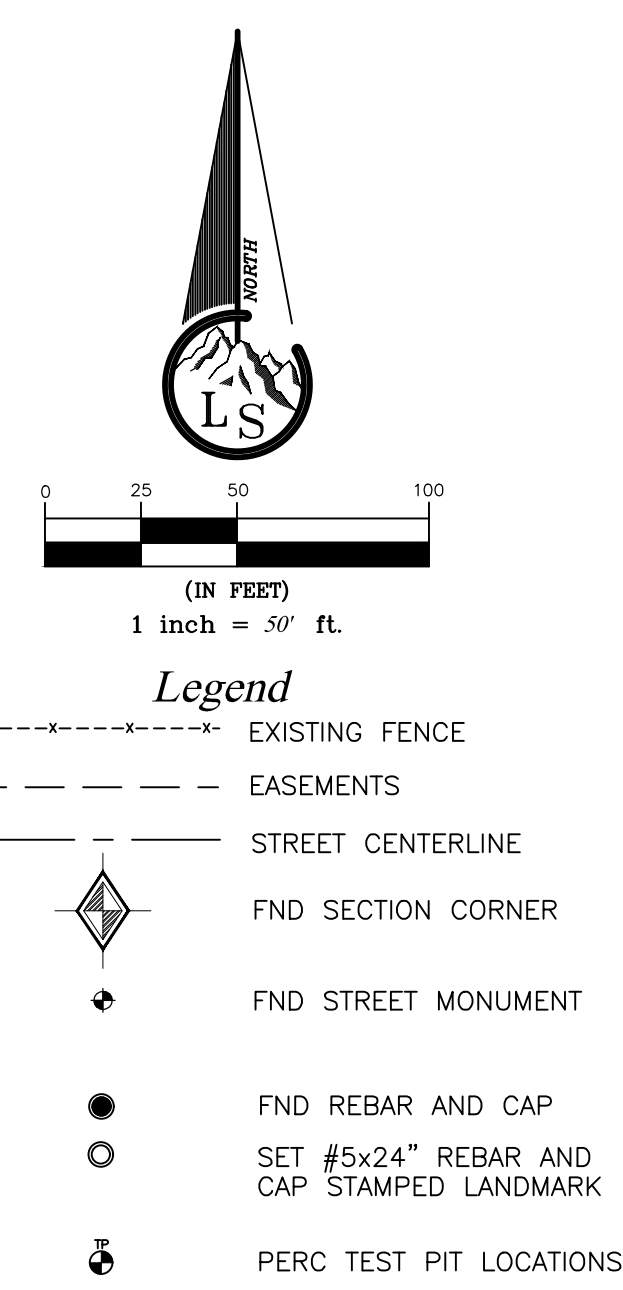 NORTH
L S
0 25 50 100
(IN FEET)
1 inch = 50' ft.
Legend
x x x EXISTING FENCE
EASEMENTS
STREET CENTERLINE
FND SECTION CORNER
FND STREET MONUMENT
FND REBAR AND CAP
SET #5x24" REBAR AND
CAP STAMPED LANDMARK
TP
PERC TEST PIT LOCATIONS